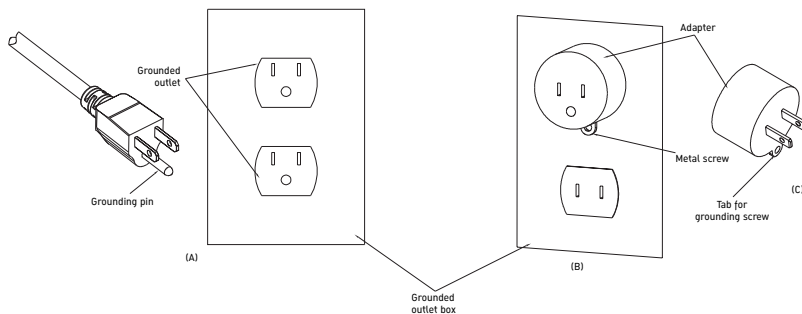 Grounded
outlet
Grounding pin
(A)
Adapter
Metal screw
(C)
Tab for
grounding screw
(B)
Grounded
outlet box